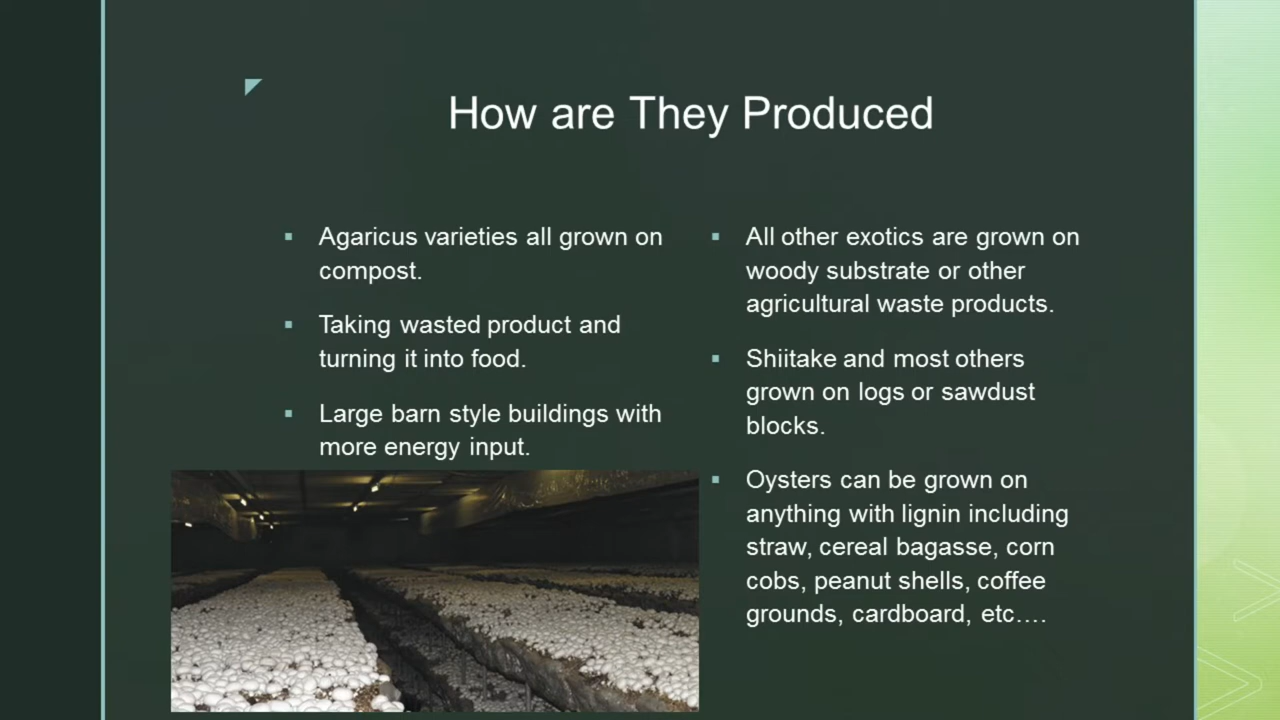 How are They Produced
▪ Agaricus varieties all grown on
compost.
▪ Taking wasted product and
turning it into food.
▪ Large barn style buildings with
more energy input.
▪ All other exotics are grown on
woody substrate or other
agricultural waste products.
▪ Shiitake and most others
grown on logs or sawdust
blocks.
▪ Oysters can be grown on
anything with lignin including
straw, cereal bagasse, corn
cobs, peanut shells, coffee
grounds, cardboard, etc….